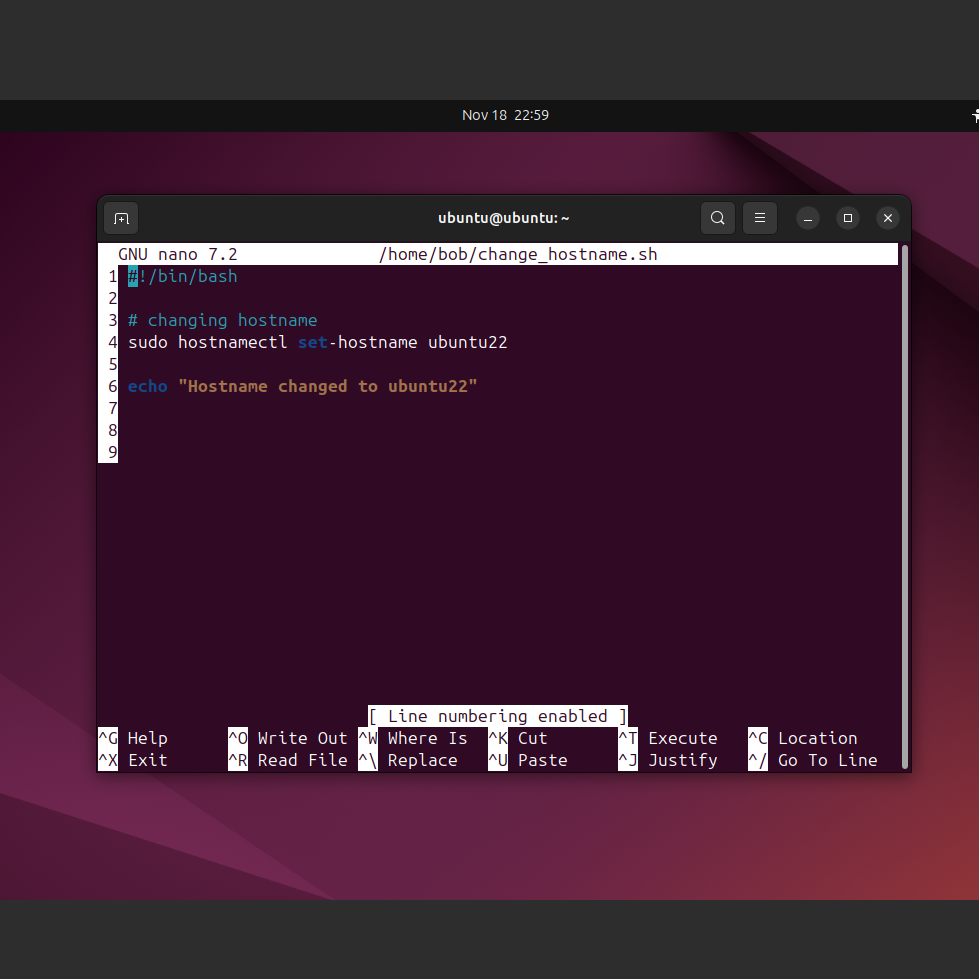 Nov 18 22:59
ubuntu@ubuntu: ~
GNU nano 7.2 /home/bob/change_hostname.sh
1 #!/bin/bash
2
3 # changing hostname
4 sudo hostnamectl set-hostname ubuntu22
5
6 echo "Hostname changed to ubuntu22"
7
8
9
[ Line numbering enabled ]
^G Help ^O Write Out ^W Where Is ^K Cut ^T Execute ^C Location
^X Exit ^R Read File ^\ Replace ^U Paste ^J Justify ^/ Go To Line